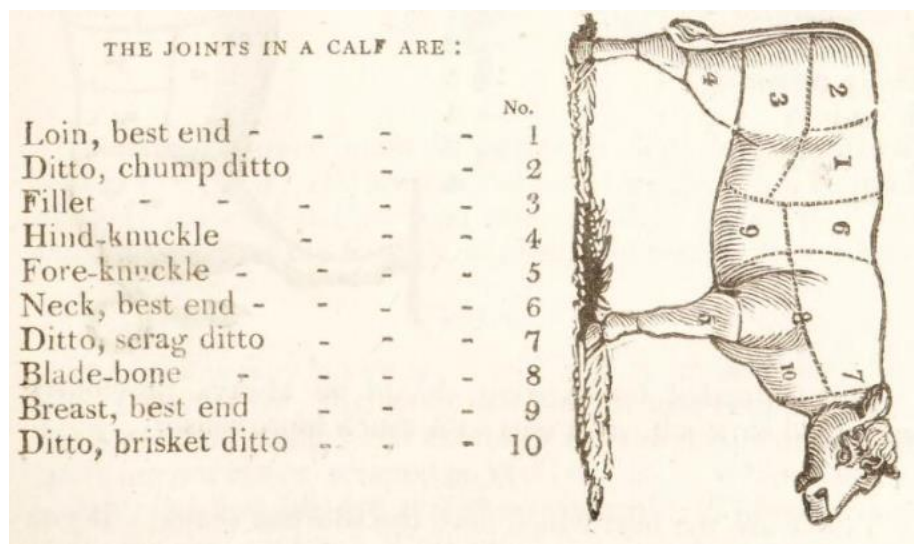 THE JOINTS IN A CALF ARE:
No.
Loin, best end - - - - 1
Ditto, chump ditto - - 2
Fillet - - - - - 3
Hind-knuckle - - - 4
Fore-knuckle - - - - 5
Neck, best end - - - - 6
Ditto, scrag ditto - - - 7
Blade-bone - - - - 8
Breast, best end - - - 9
Ditto, brisket ditto - - - 10
4
3
2
1
9
6
5
8
10
7